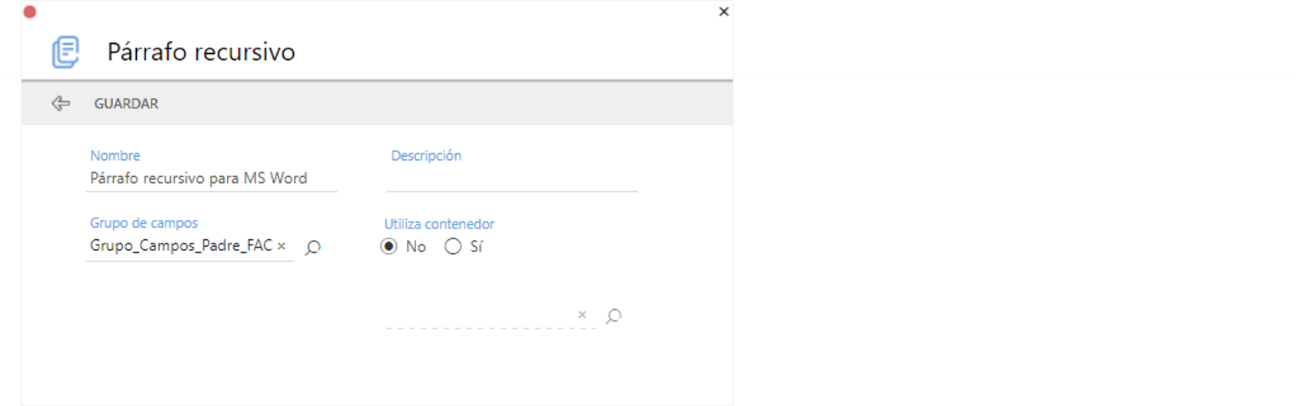 Párrafo recursivo
GUARDAR
Nombre
Descripción
Párrafo recursivo para MS Word
Grupo de campos
Utiliza contenedor
Grupo_Campos_Padre_FAC
No
Sí